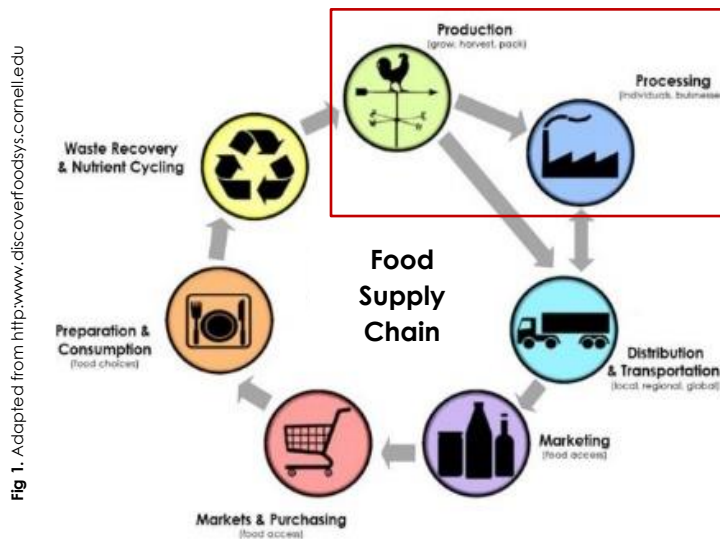 Production
(grow, harvest, pack)
Processing
(individuals, businesses
Waste Recovery
& Nutrient Cycling
Food
Supply
Chain
Preparation &
Consumption
(food choices)
Distribution
& Transportation
(local, regional, global)
Marketing
(food access)
Markets & Purchasing
(food access)
Fig 1. Adapted from http:www.discoverfoodsys.cornell.edu